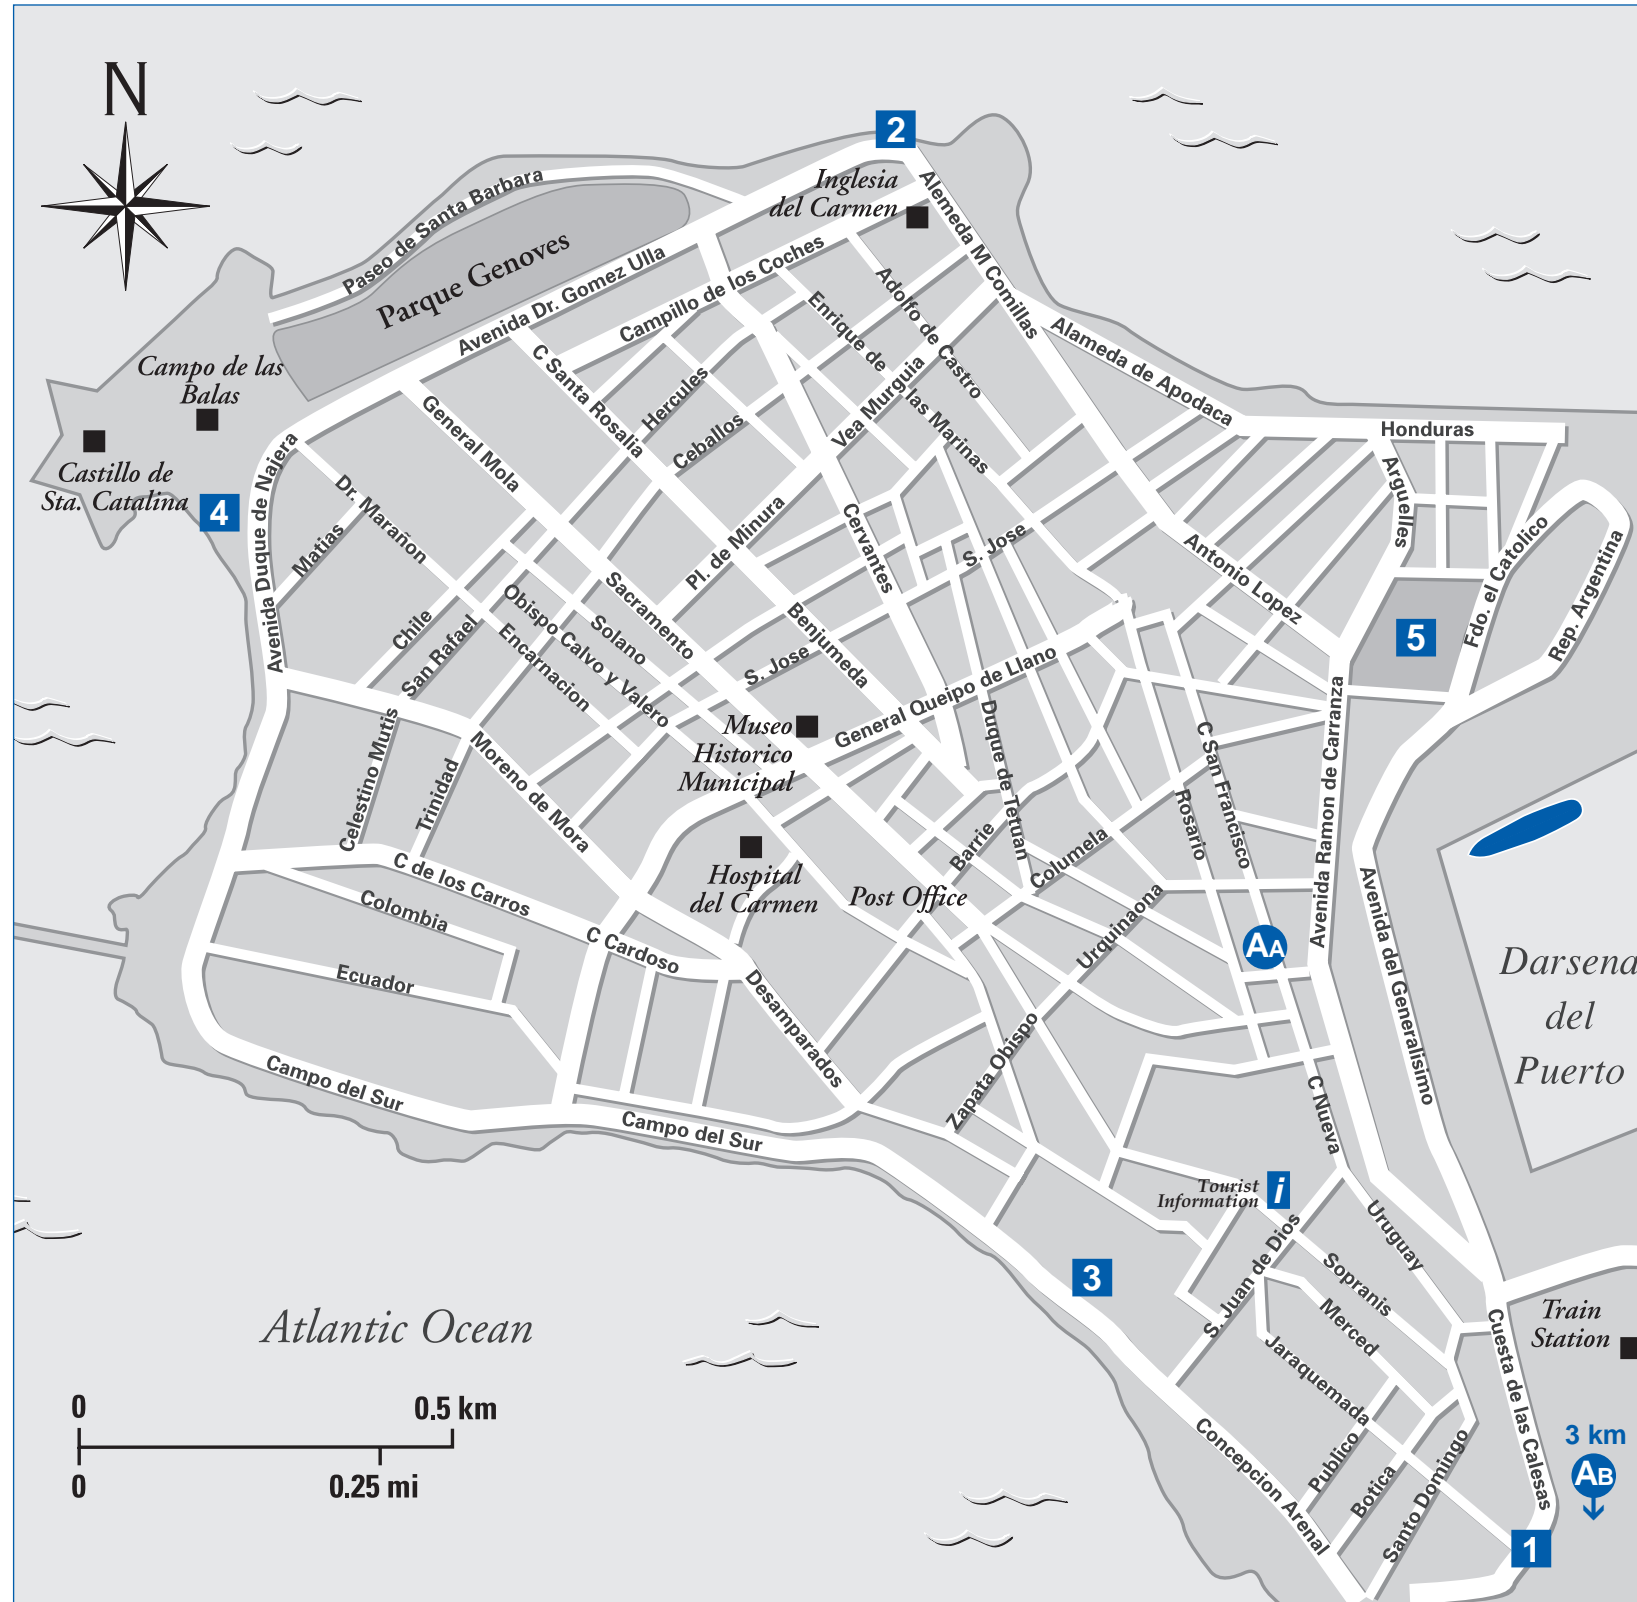 N
2
Inglesia
del Carmen
Paseo de Santa Barbara
Parque Genoves
Avenida Dr. Gomez Ulla
Campillo de los Coches
Alemeda M Comillas
Adolfo de Castro
Enrique de las Marinas
Alameda de Apodaca
Honduras
Campo de las
Balas
Castillo de
Sta. Catalina
4
C Santa Rosalia
Hercules
Ceballos
Vea Murguia
General Mola
Avenida Duque de Najera
Dr. Marañon
Matias
Pl. de Minura
Cervantes
S. Jose
Arguelles
Antonio Lopez
Fdo. el Catolico
Rep. Argentina
5
Chile
San Rafael
Obispo Calvo y Valero
Encarnacion
Solano
Sacramento
S. Jose
Benjumeda
General Queipo de Llano
Museo
Historico
Municipal
Duque de Tetuan
C San Francisco
Rosario
Avenida Ramon de Carranza
Celestino Mutis
Trinidad
Moreno de Mora
Hospital
del Carmen
Post Office
Barrie
Columela
Urquinaona
C de los Carros
Colombia
Ecuador
C Cardoso
Desamparados
AA
Avenida del Generalisimo
Darsena
del
Puerto
Zapata Obispo
Campo del Sur
Campo del Sur
C Nueva
Tourist
Information
i
3
S. Juan de Dios
Uruguay
Sopranis
Merced
Jaraquemada
Train
Station
Cuesta de las Calesas
Atlantic Ocean
0
0.5 km
0
0.25 mi
Concepcion Arenal
Publico
Botica
Santo Domingo
3 km
AB
1